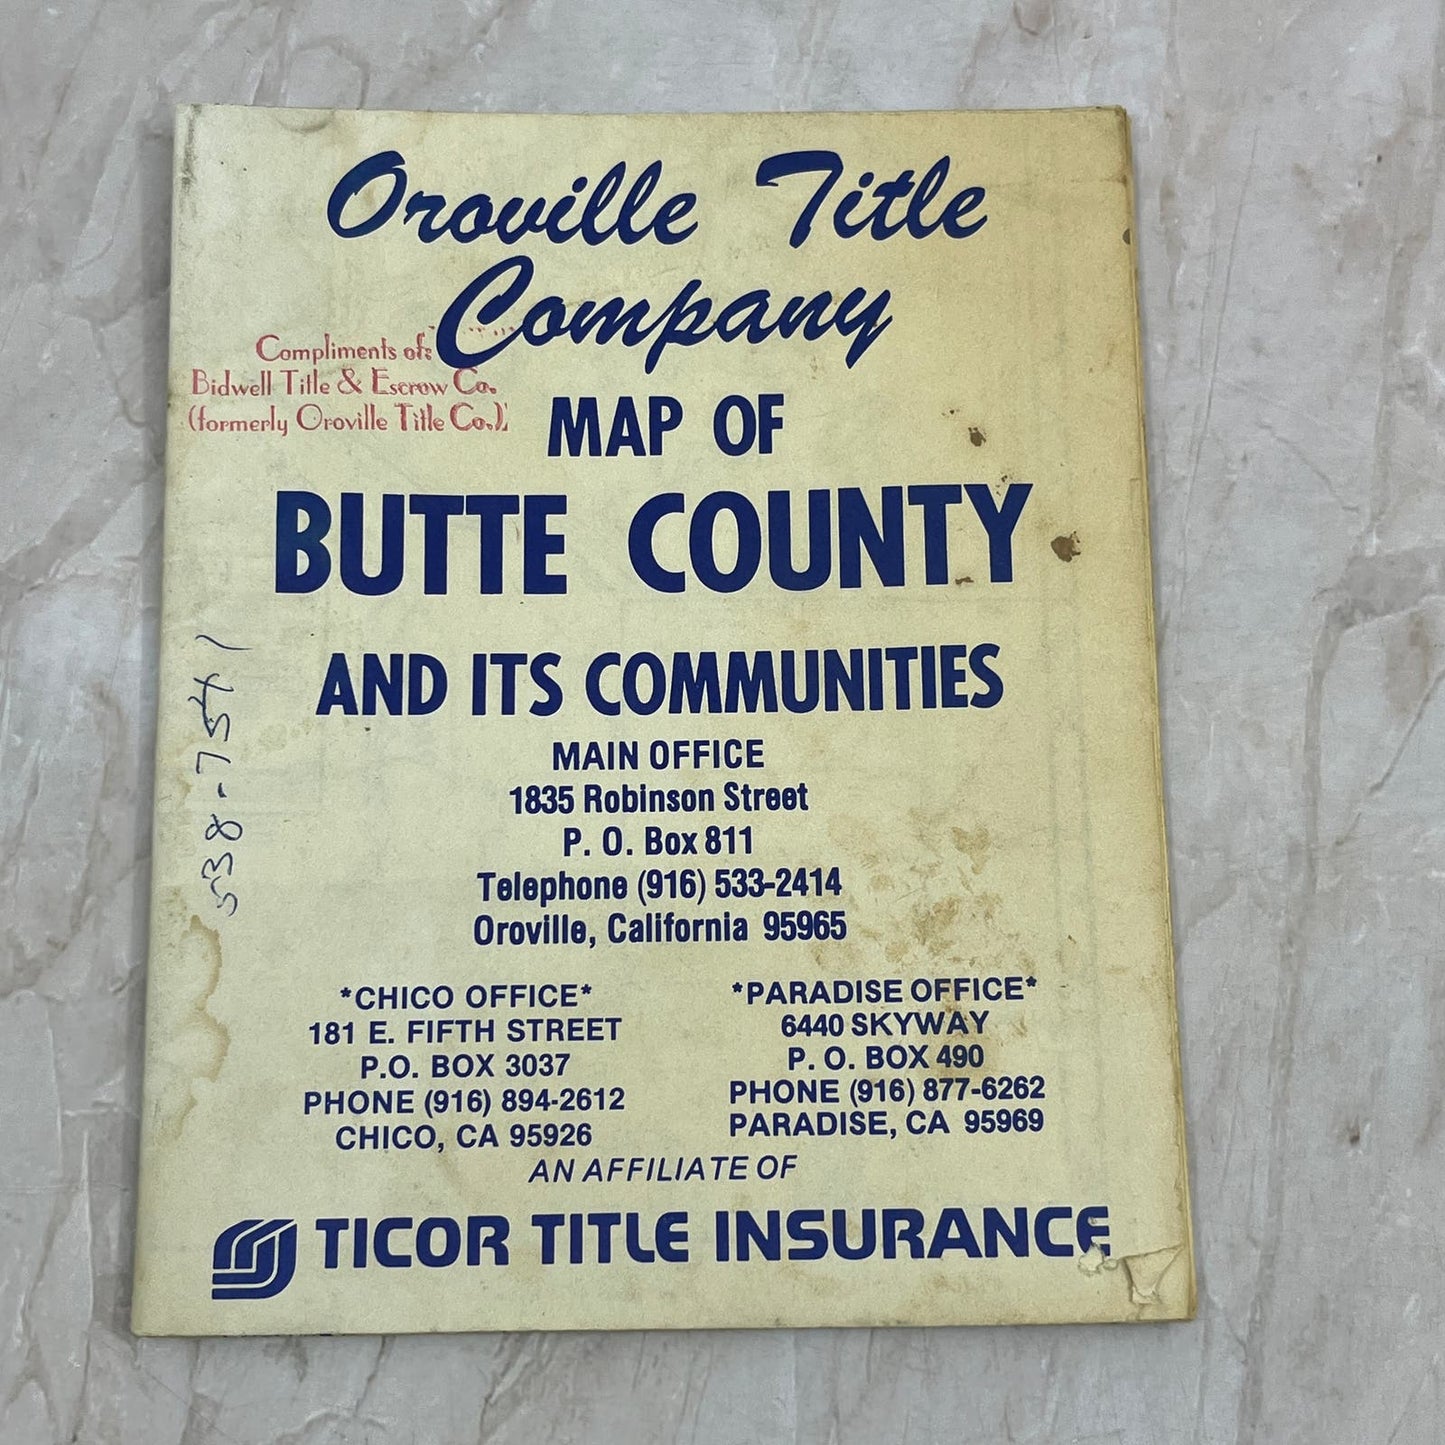 Oroville Title
Company
Compliments of:
Bidwell Title & Escrow Co.
(formerly Oroville Title Co.)
MAP OF
BUTTE COUNTY
AND ITS COMMUNITIES
538-7541
MAIN OFFICE
1835 Robinson Street
P. O. Box 811
Telephone (916) 533-2414
Oroville, California 95965
*CHICO OFFICE*
181 E. FIFTH STREET
P.O. BOX 3037
PHONE (916) 894-2612
CHICO, CA 95926
*PARADISE OFFICE*
6440 SKYWAY
P. O. BOX 490
PHONE (916) 877-6262
PARADISE, CA 95969
AN AFFILIATE OF
TICOR TITLE INSURANCE